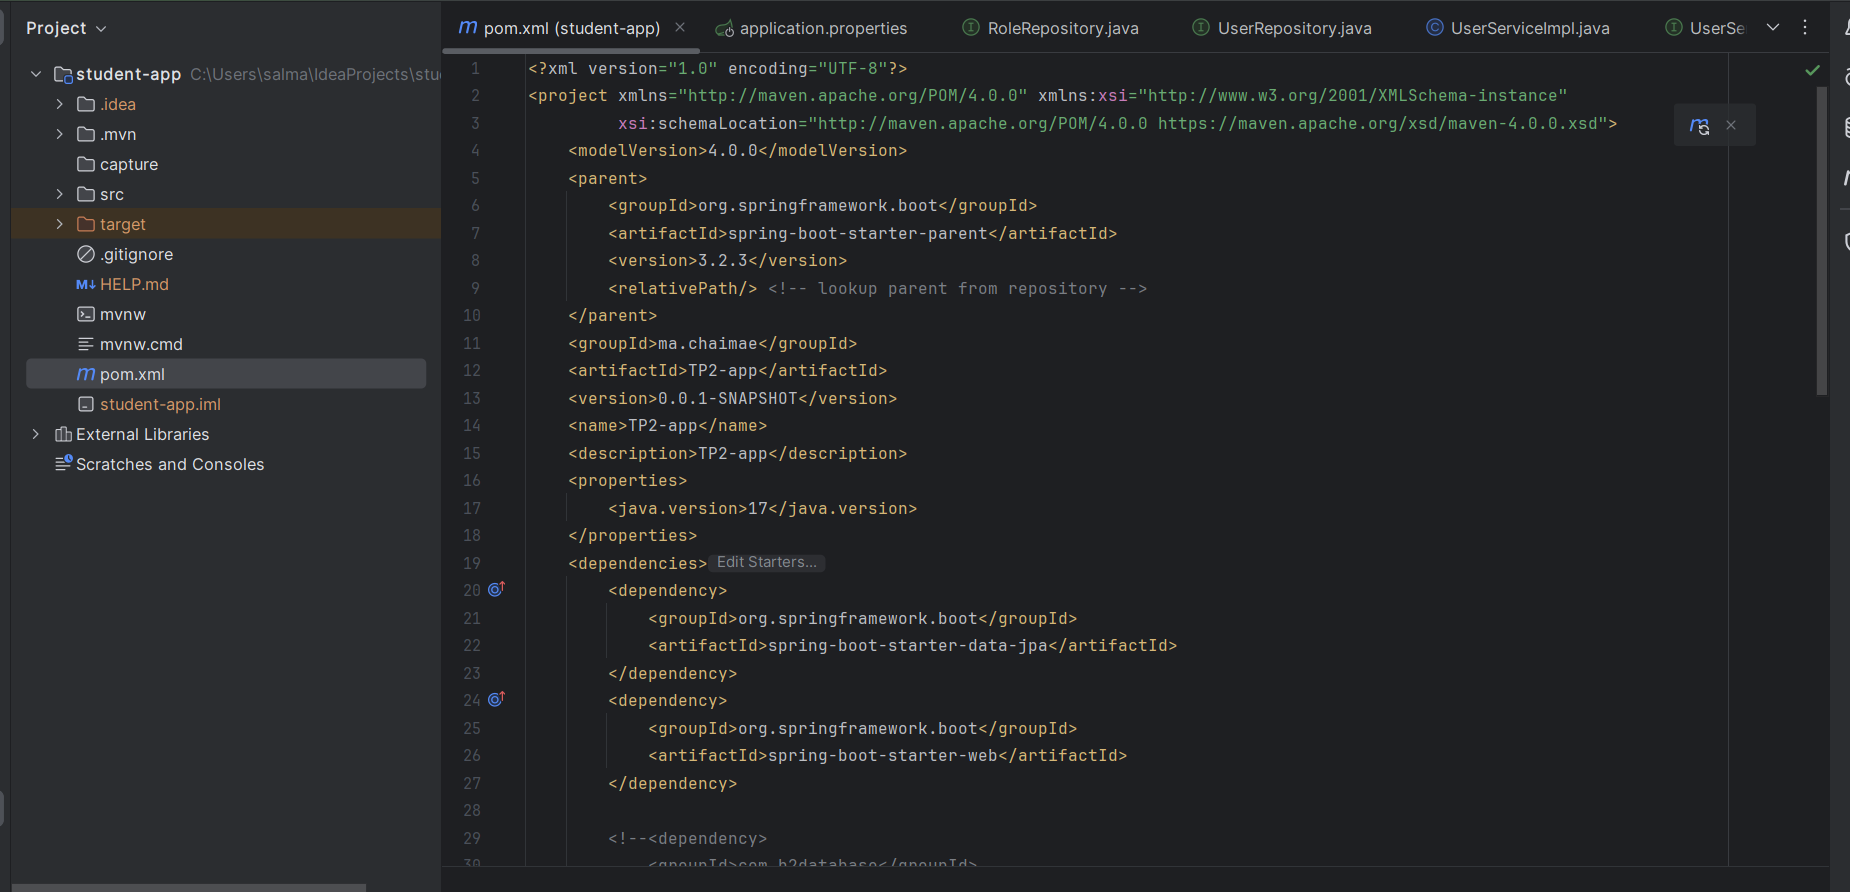 Project
student-app C:\Users\salma\IdeaProjects\stu
.idea
.mvn
capture
src
target
.gitignore
M↓ HELP.md
mvnw
mvnw.cmd
m pom.xml
student-app.iml
External Libraries
Scratches and Consoles
m pom.xml (student-app) application.properties I RoleRepository.java I UserRepository.java C UserServiceImpl.java I UserSe
1 <?xml version="1.0" encoding="UTF-8"?>
2 <project xmlns="http://maven.apache.org/POM/4.0.0" xmlns:xsi="http://www.w3.org/2001/XMLSchema-instance"
3 xsi:schemaLocation="http://maven.apache.org/POM/4.0.0 https://maven.apache.org/xsd/maven-4.0.0.xsd">
m
4 <modelVersion>4.0.0</modelVersion>
5 <parent>
6 <groupId>org.springframework.boot</groupId>
7 <artifactId>spring-boot-starter-parent</artifactId>
8 <version>3.2.3</version>
9 <relativePath/> <!-- lookup parent from repository -->
10 </parent>
11 <groupId>ma.chaimae</groupId>
12 <artifactId>TP2-app</artifactId>
13 <version>0.0.1-SNAPSHOT</version>
14 <name>TP2-app</name>
15 <description>TP2-app</description>
16 <properties>
17 <java.version>17</java.version>
18 </properties>
19 <dependencies> Edit Starters...
20 <dependency>
21 <groupId>org.springframework.boot</groupId>
22 <artifactId>spring-boot-starter-data-jpa</artifactId>
23 </dependency>
24 <dependency>
25 <groupId>org.springframework.boot</groupId>
26 <artifactId>spring-boot-starter-web</artifactId>
27 </dependency>
28
29 <!--<dependency>
30 <groupId>com.h2database</groupId>